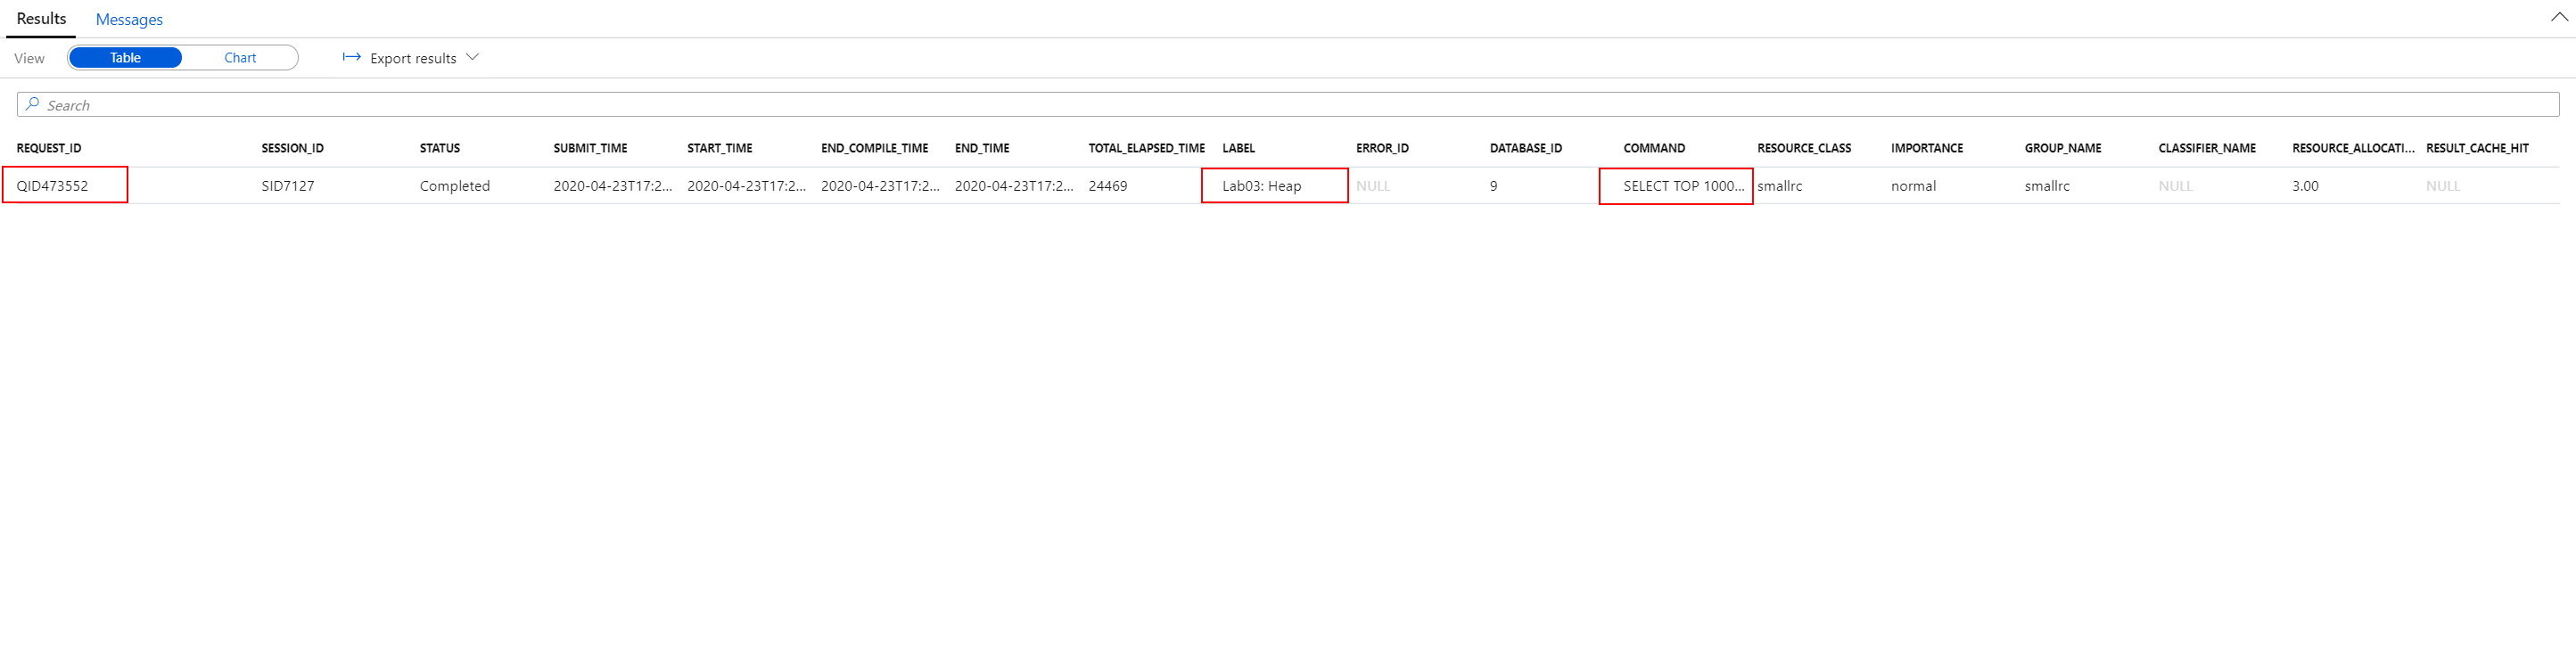 Results Messages
View Table Chart Export results
Search
REQUEST_ID SESSION_ID STATUS SUBMIT_TIME START_TIME END_COMPILE_TIME END_TIME TOTAL_ELAPSED_TIME LABEL ERROR_ID DATABASE_ID COMMAND RESOURCE_CLASS IMPORTANCE GROUP_NAME CLASSIFIER_NAME RESOURCE_ALLOCATI... RESULT_CACHE_HIT
QID473552 SID7127 Completed 2020-04-23T17:2... 2020-04-23T17:2... 2020-04-23T17:2... 2020-04-23T17:2... 24469 Lab03: Heap NULL 9 SELECT TOP 1000... smallrc normal smallrc NULL 3.00 NULL